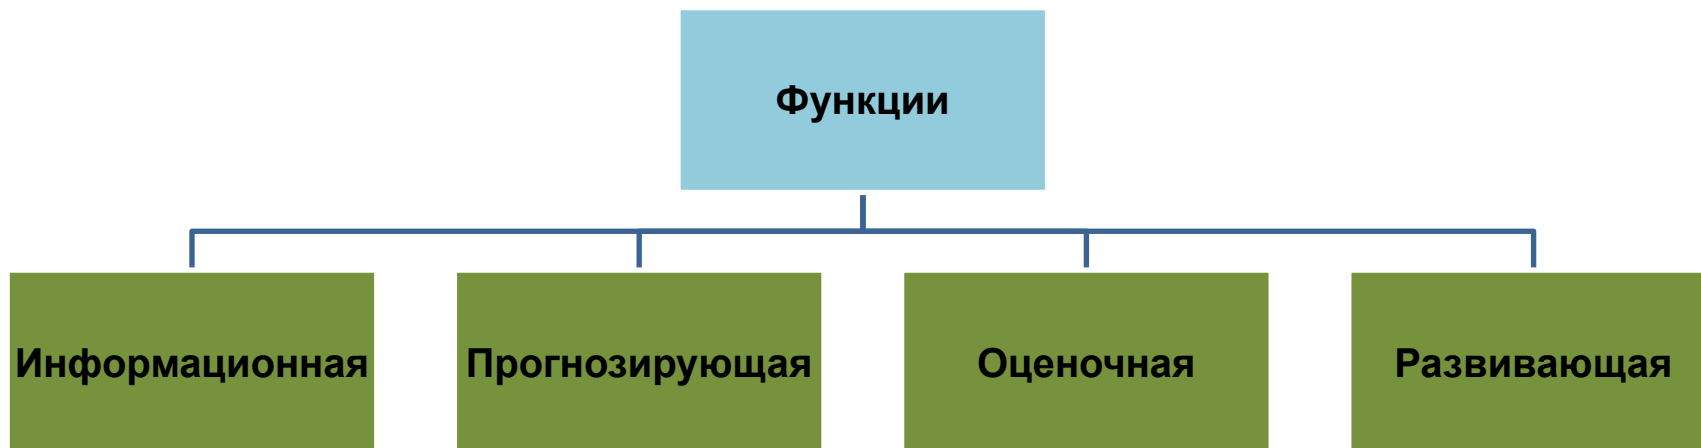 Функции
Информационная
Прогнозирующая
Оценочная
Развивающая